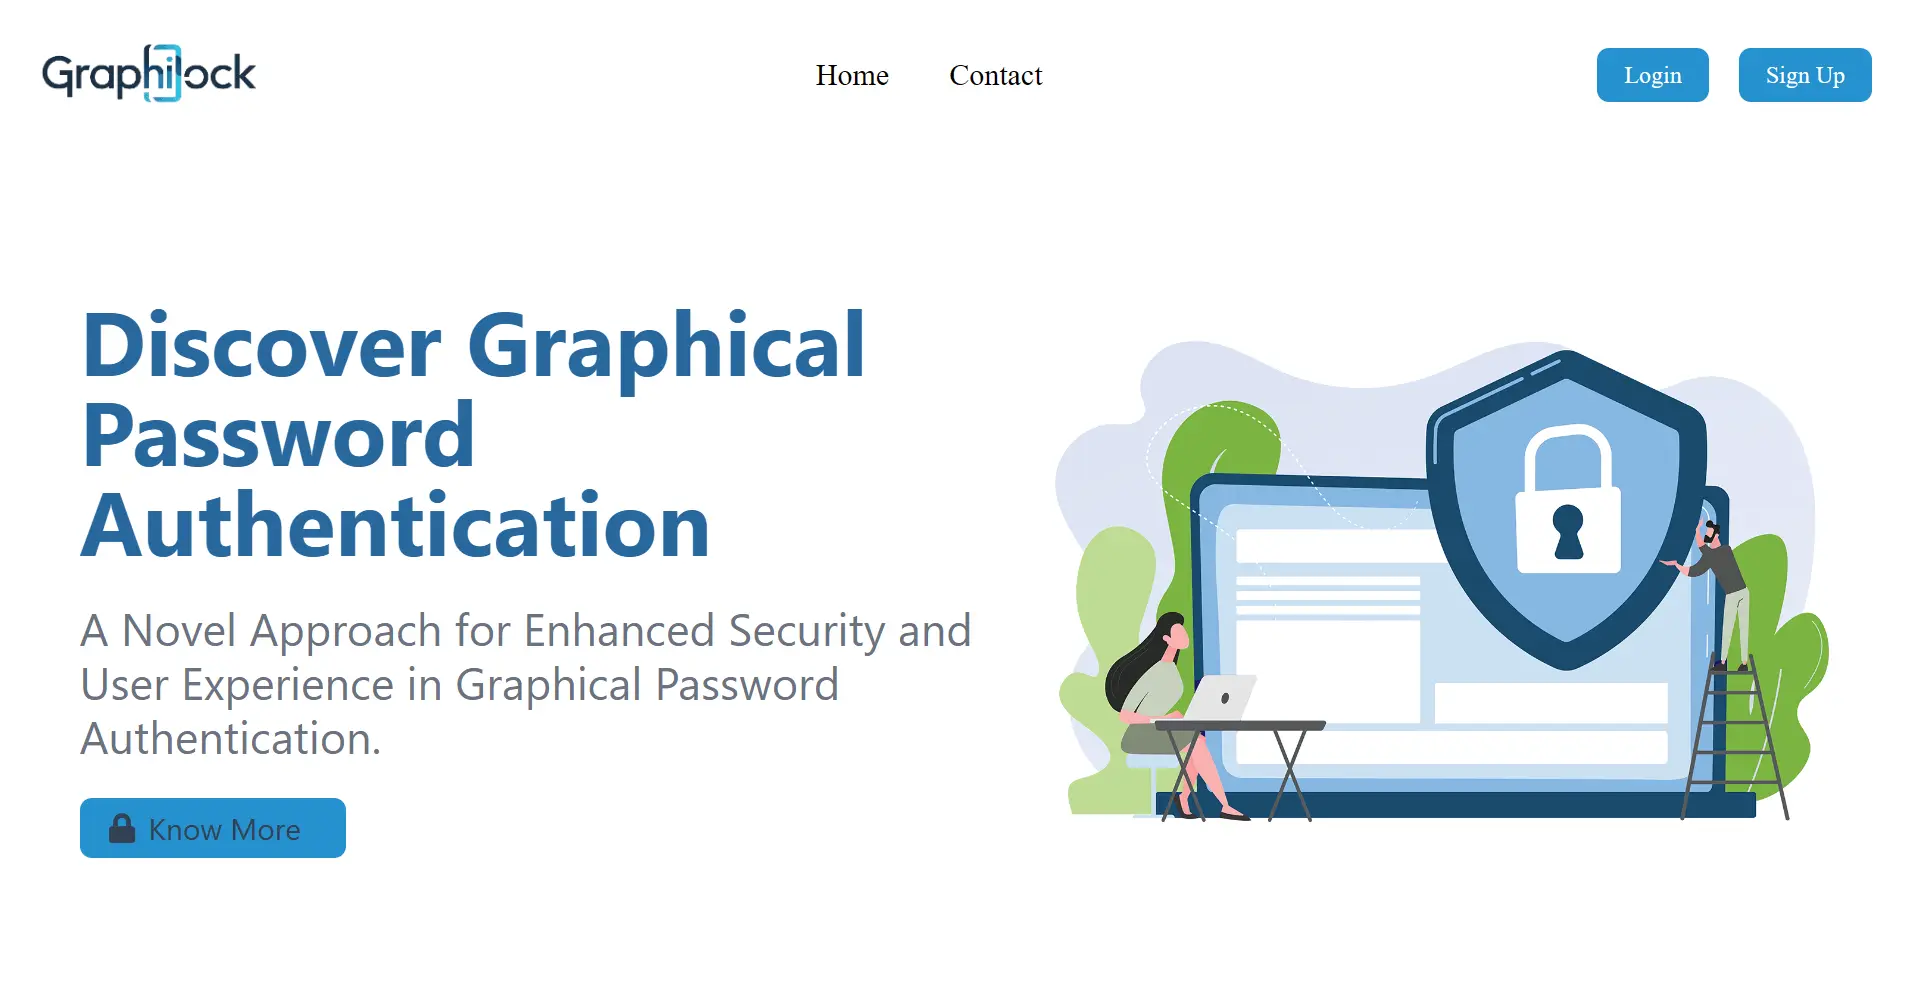 Graphilock
Home
Contact
Login
Sign Up
Discover Graphical
Password
Authentication
A Novel Approach for Enhanced Security and
User Experience in Graphical Password
Authentication.
Know More